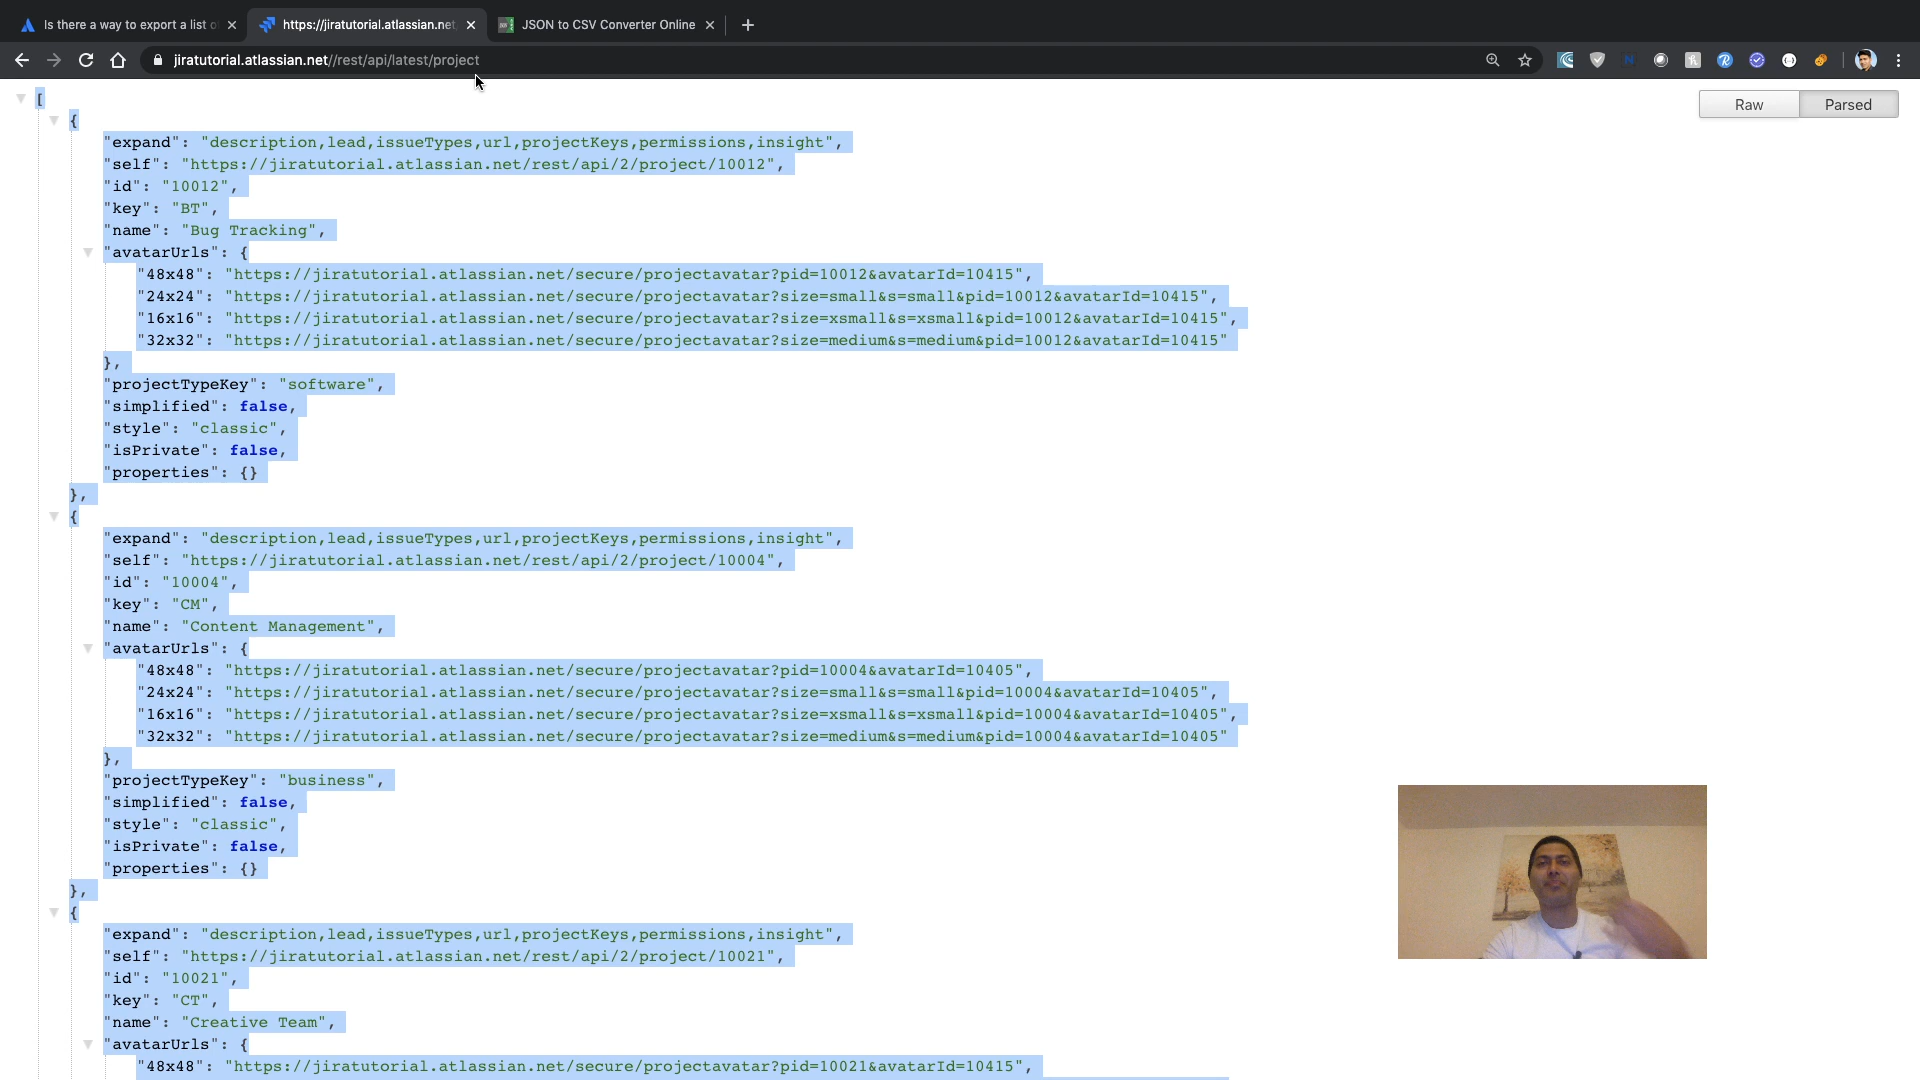 Is there a way to export a list o
https://jiratutorial.atlassian.net
JSON to CSV Converter Online
jiratutorial.atlassian.net//rest/api/latest/project
Raw
Parsed
[
{
"expand": "description,lead,issueTypes,url,projectKeys,permissions,insight",
"self": "https://jiratutorial.atlassian.net/rest/api/2/project/10012",
"id": "10012",
"key": "BT",
"name": "Bug Tracking",
"avatarUrls": {
"48x48": "https://jiratutorial.atlassian.net/secure/projectavatar?pid=10012&avatarId=10415",
"24x24": "https://jiratutorial.atlassian.net/secure/projectavatar?size=small&s=small&pid=10012&avatarId=10415",
"16x16": "https://jiratutorial.atlassian.net/secure/projectavatar?size=xsmall&s=xsmall&pid=10012&avatarId=10415",
"32x32": "https://jiratutorial.atlassian.net/secure/projectavatar?size=medium&s=medium&pid=10012&avatarId=10415"
},
"projectTypeKey": "software",
"simplified": false,
"style": "classic",
"isPrivate": false,
"properties": {}
},
{
"expand": "description,lead,issueTypes,url,projectKeys,permissions,insight",
"self": "https://jiratutorial.atlassian.net/rest/api/2/project/10004",
"id": "10004",
"key": "CM",
"name": "Content Management",
"avatarUrls": {
"48x48": "https://jiratutorial.atlassian.net/secure/projectavatar?pid=10004&avatarId=10405",
"24x24": "https://jiratutorial.atlassian.net/secure/projectavatar?size=small&s=small&pid=10004&avatarId=10405",
"16x16": "https://jiratutorial.atlassian.net/secure/projectavatar?size=xsmall&s=xsmall&pid=10004&avatarId=10405",
"32x32": "https://jiratutorial.atlassian.net/secure/projectavatar?size=medium&s=medium&pid=10004&avatarId=10405"
},
"projectTypeKey": "business",
"simplified": false,
"style": "classic",
"isPrivate": false,
"properties": {}
},
{
"expand": "description,lead,issueTypes,url,projectKeys,permissions,insight",
"self": "https://jiratutorial.atlassian.net/rest/api/2/project/10021",
"id": "10021",
"key": "CT",
"name": "Creative Team",
"avatarUrls": {
"48x48": "https://jiratutorial.atlassian.net/secure/projectavatar?pid=10021&avatarId=10415",